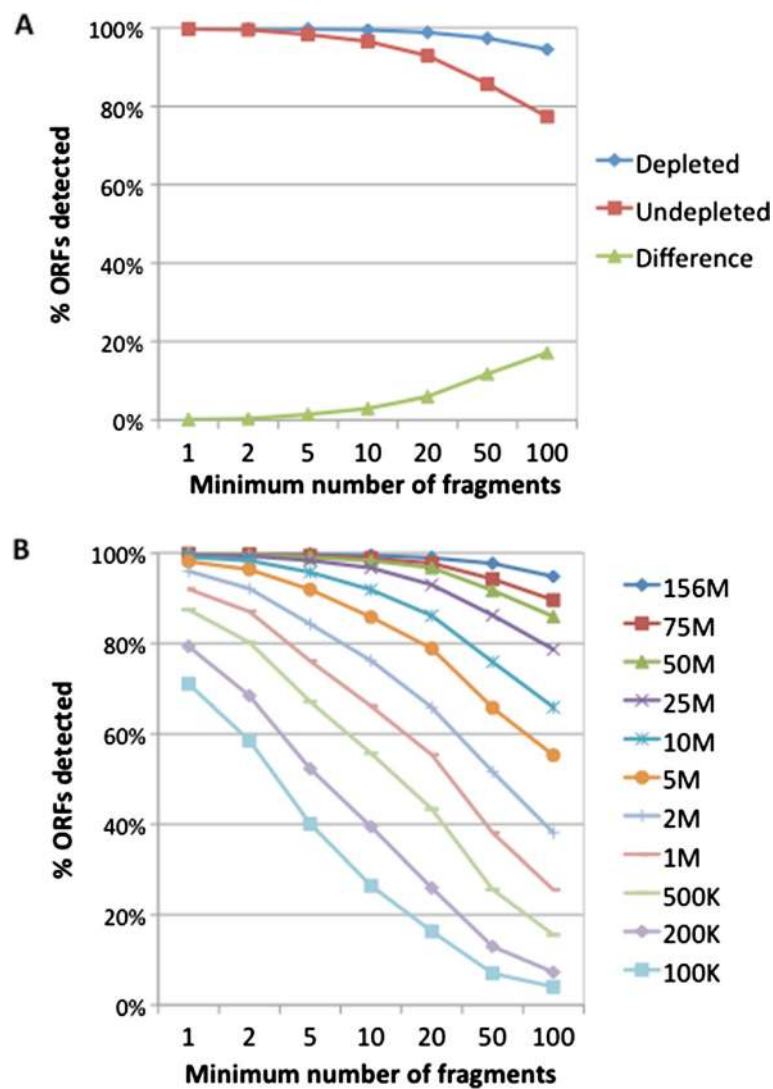 A
100%
80%
60%
40%
20%
0%
% ORFs detected
1 2 5 10 20 50 100
Minimum number of fragments
Depleted
Undepleted
Difference
B
100%
80%
60%
40%
20%
0%
% ORFs detected
1 2 5 10 20 50 100
Minimum number of fragments
156M
75M
50M
25M
10M
5M
2M
1M
500K
200K
100K